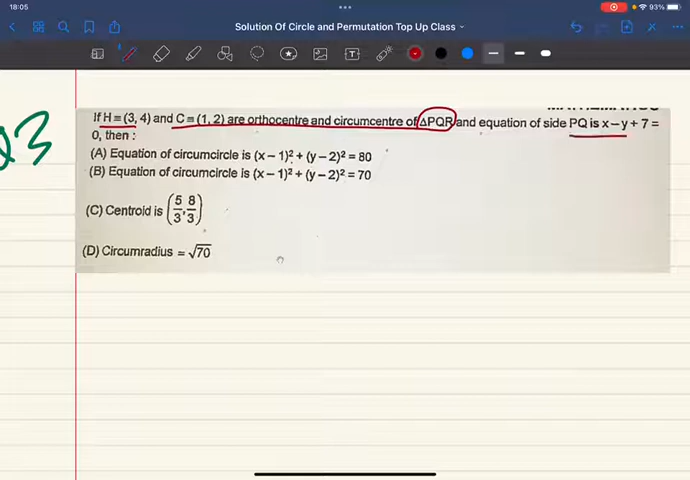 18:05
93%
Solution Of Circle and Permutation Top Up Class
Q3
If H ≡ (3, 4) and C ≡ (1, 2) are orthocentre and circumcentre of ΔPQR and equation of side PQ is x – y + 7 =
0, then :
(A) Equation of circumcircle is (x – 1)² + (y – 2)² = 80
(B) Equation of circumcircle is (x – 1)² + (y – 2)² = 70
(C) Centroid is (5/3, 8/3)
(D) Circumradius = √70